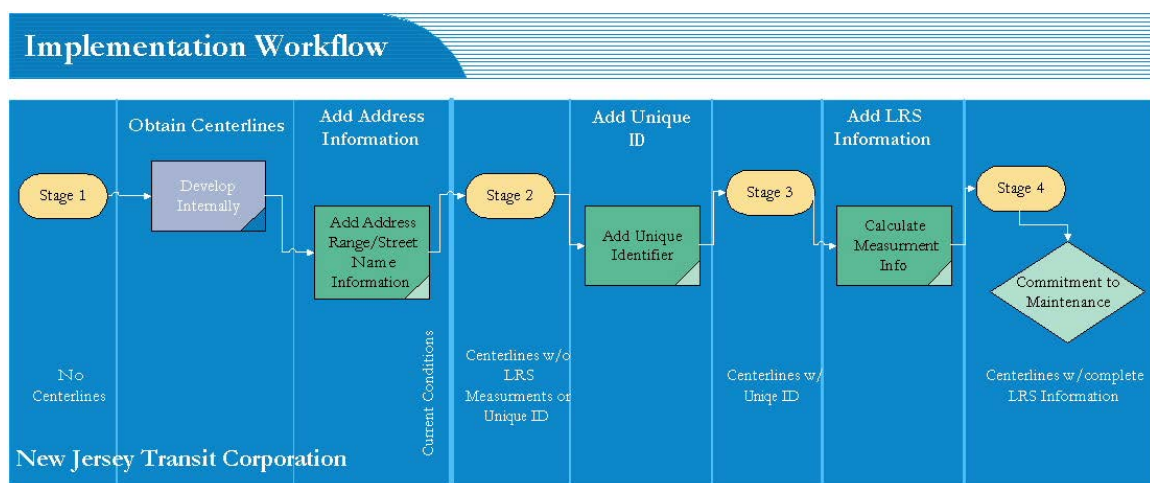 Implementation Workflow
Obtain Centerlines
Add Address
Information
Add Unique
ID
Add LRS
Information
Stage 1
Develop
Internally
Add Address
Range/Street
Name
Information
Stage 2
Add Unique
Identifier
Stage 3
Calculate
Measurment
Info
Stage 4
Commitment to
Maintenance
No
Centerlines
Current Conditions
Centerlines w/o
LRS
Measurments or
Unique ID
Centerlines w/
Uniqe ID
Centerlines w/complete
LRS Information
New Jersey Transit Corporation